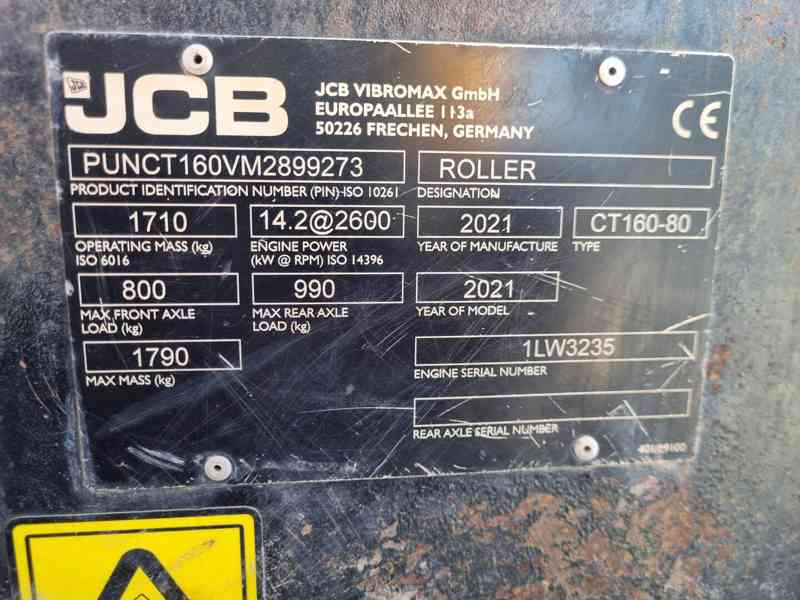 JCB
JCB
JCB VIBROMAX GmbH
EUROPAALLEE 113a
50226 FRECHEN, GERMANY
CE
PUNCT160VM2899273
PRODUCT IDENTIFICATION NUMBER (PIN) ISO 10261
ROLLER
DESIGNATION
1710
OPERATING MASS (kg)
ISO 6016
14.2@2600
ENGINE POWER
(kW @ RPM) ISO 14396
2021
YEAR OF MANUFACTURE
CT160-80
TYPE
800
MAX FRONT AXLE
LOAD (kg)
990
MAX REAR AXLE
LOAD (kg)
2021
YEAR OF MODEL
1790
MAX MASS (kg)
1LW3235
ENGINE SERIAL NUMBER
REAR AXLE SERIAL NUMBER